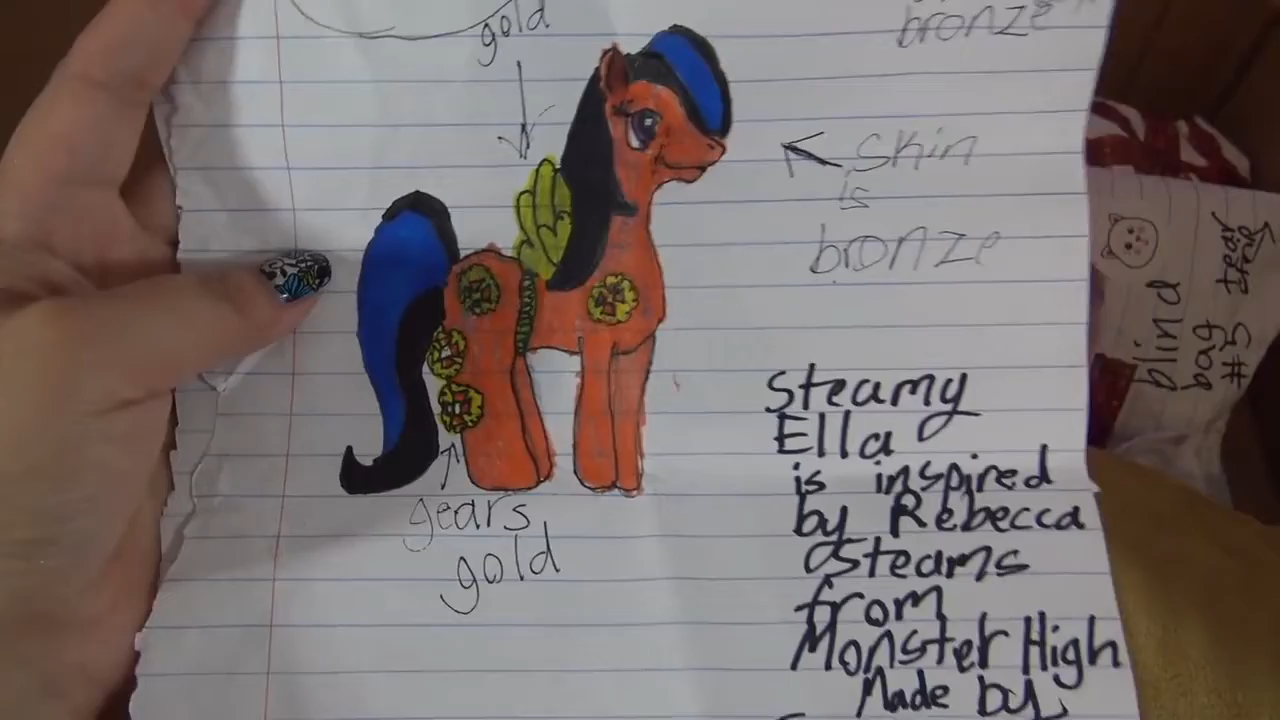 gold
bronze
skin
is
bronze
Steamy
Ella
is inspired
by Rebecca
Steams
from
Monster High
Made by
gears
gold
blind
bag
#5